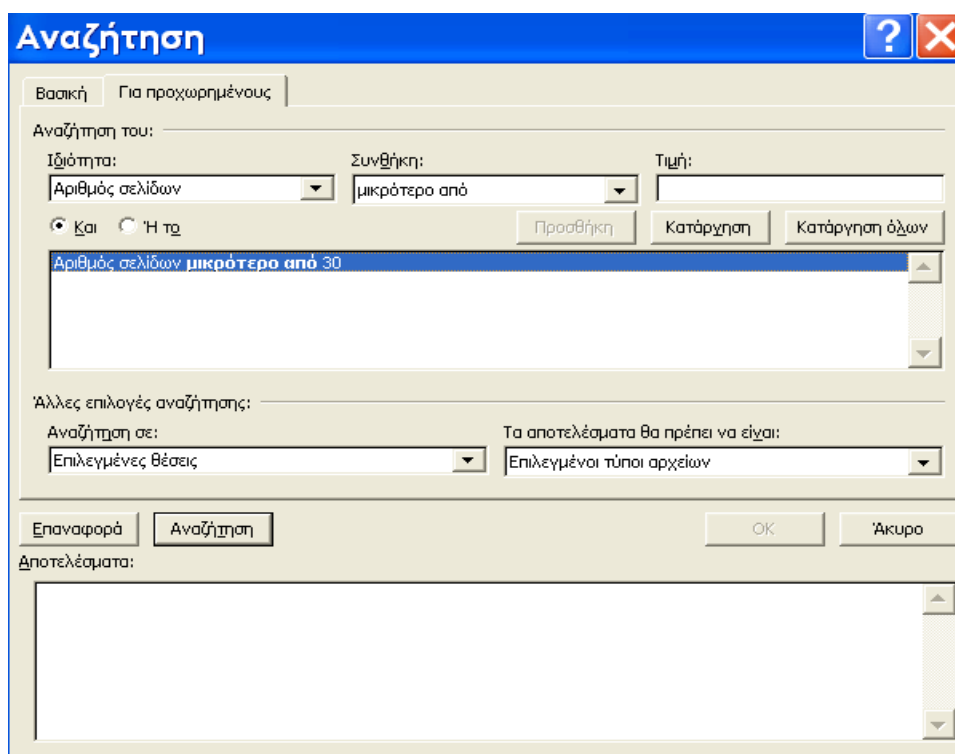 Αναζήτηση
Βασική Για προχωρημένους
Αναζήτηση του:
Ιδιότητα: Συνθήκη: Τιμή:
Αριθμός σελίδων μικρότερο από
Και Ή το Προσθήκη Κατάργηση Κατάργηση όλων
Αριθμός σελίδων μικρότερο από 30
Άλλες επιλογές αναζήτησης:
Αναζήτηση σε: Τα αποτελέσματα θα πρέπει να είναι:
Επιλεγμένες θέσεις Επιλεγμένοι τύποι αρχείων
Επαναφορά Αναζήτηση OK Άκυρο
Αποτελέσματα: